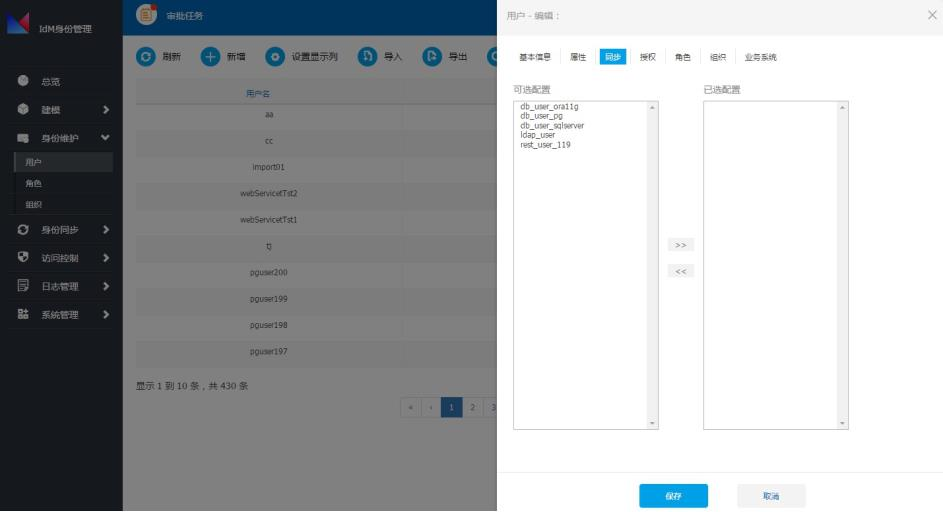 IdM身份管理
总览
建模
身份维护
用户
角色
组织
身份同步
访问控制
日志管理
系统管理
审批任务
刷新 新增 设置显示列 导入 导出
用户名
aa
cc
import01
webServicetTst2
webServicetTst1
tj
pguser200
pguser199
pguser198
pguser197
显示 1 到 10 条，共 430 条
« ‹ 1 2 3
用户 - 编辑：
基本信息 属性 同步 授权 角色 组织 业务系统
可选配置 已选配置
db_user_ora11g
db_user_pg
db_user_sqlserver
ldap_user
rest_user_119
>>
<<
保存 取消